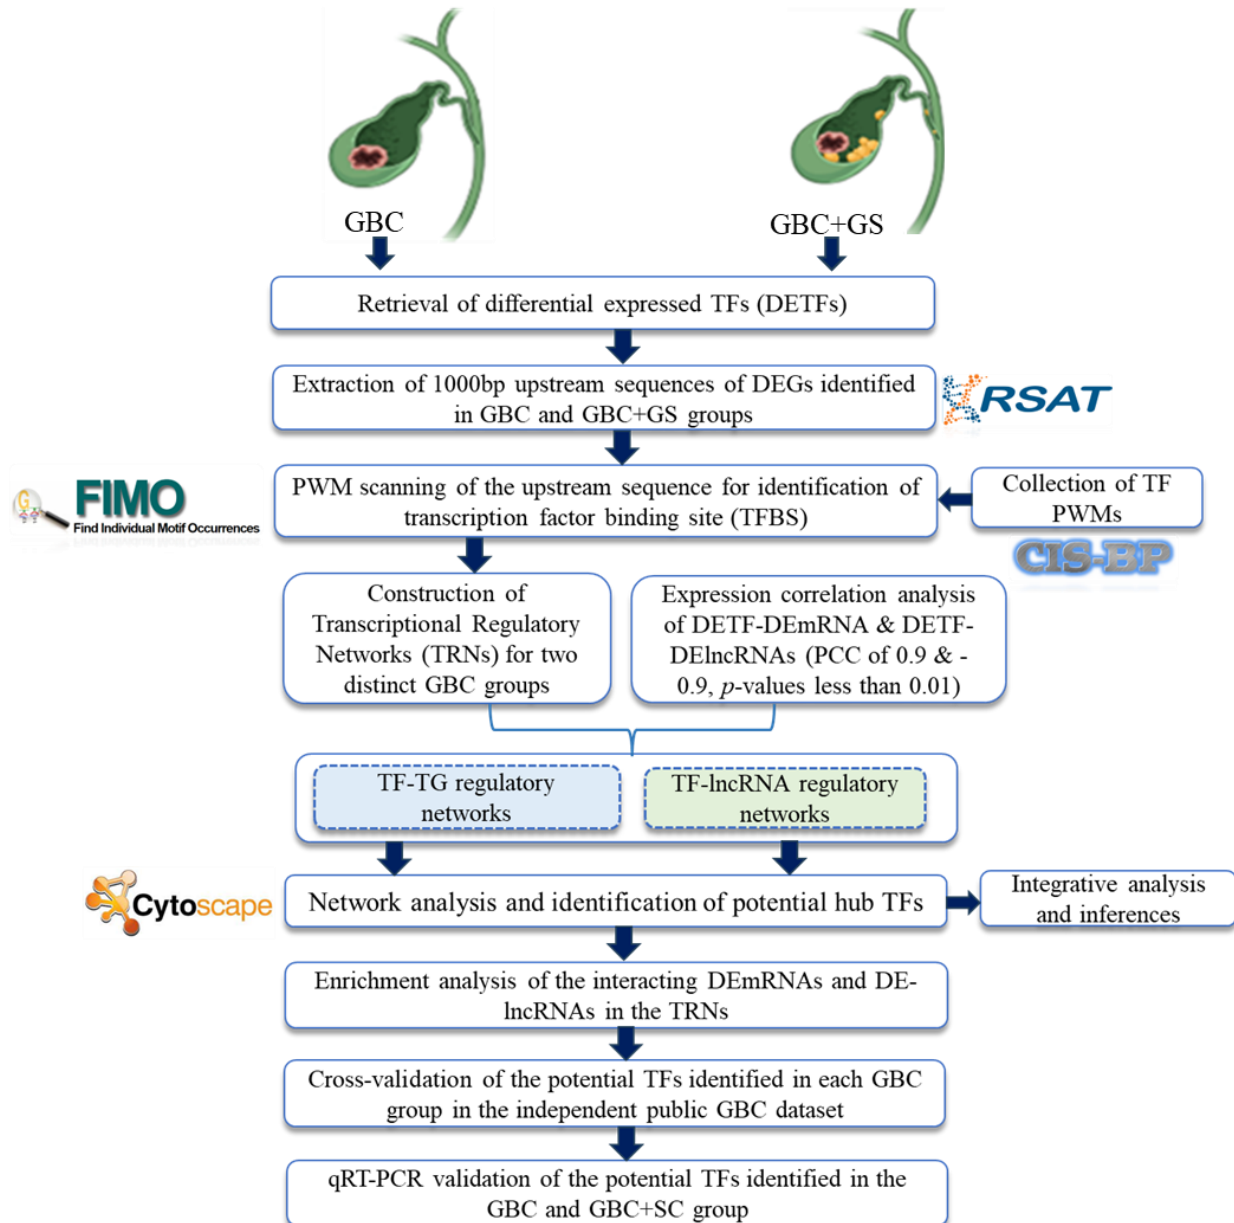 GBC
GBC+GS
Retrieval of differential expressed TFs (DETFs)
Extraction of 1000bp upstream sequences of DEGs identified
in GBC and GBC+GS groups
RSAT
FIMO
Find Individual Motif Occurrences
PWM scanning of the upstream sequence for identification of
transcription factor binding site (TFBS)
Collection of TF
PWMs
CIS-BP
Construction of
Transcriptional Regulatory
Networks (TRNs) for two
distinct GBC groups
Expression correlation analysis
of DETF-DEmRNA & DETF-
DElncRNAs (PCC of 0.9 & -
0.9, p-values less than 0.01)
TF-TG regulatory
networks
TF-lncRNA regulatory
networks
Cytoscape
Network analysis and identification of potential hub TFs
Integrative analysis
and inferences
Enrichment analysis of the interacting DEmRNAs and DE-
lncRNAs in the TRNs
Cross-validation of the potential TFs identified in each GBC
group in the independent public GBC dataset
qRT-PCR validation of the potential TFs identified in the
GBC and GBC+SC group